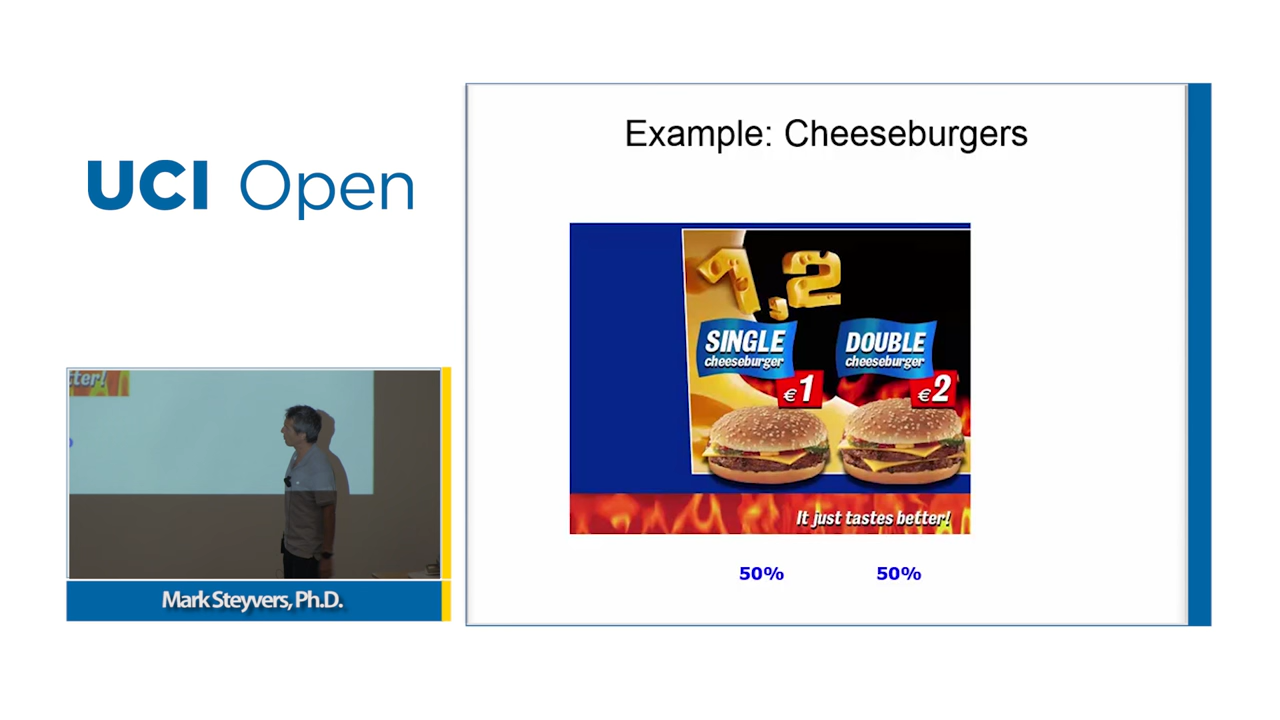 UCI Open
Example: Cheeseburgers
1,2
SINGLE
cheeseburger
€1
DOUBLE
cheeseburger
€2
It just tastes better!
50% 50%
tter!
Mark Steyvers, Ph.D.